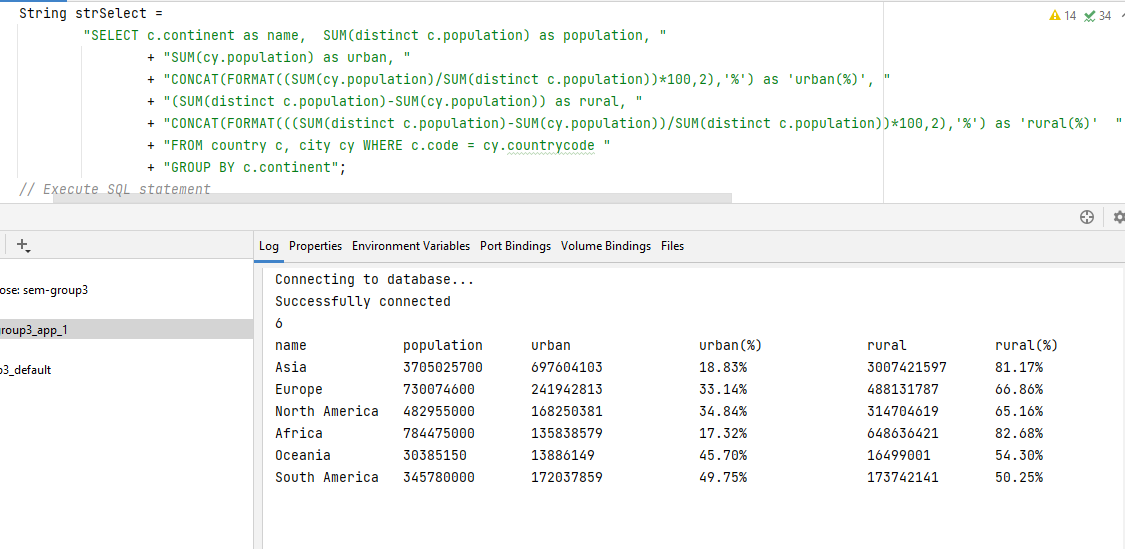 String strSelect =
"SELECT c.continent as name,  SUM(distinct c.population) as population, "
+ "SUM(cy.population) as urban, "
+ "CONCAT(FORMAT((SUM(cy.population)/SUM(distinct c.population))*100,2),'%') as 'urban(%)', "
+ "(SUM(distinct c.population)-SUM(cy.population)) as rural, "
+ "CONCAT(FORMAT(((SUM(distinct c.population)-SUM(cy.population))/SUM(distinct c.population))*100,2),'%') as 'rural(%)'  "
+ "FROM country c, city cy WHERE c.code = cy.countrycode "
+ "GROUP BY c.continent";
// Execute SQL statement
14 34
Log Properties Environment Variables Port Bindings Volume Bindings Files
ose: sem-group3
group3_app_1
p3_default
Connecting to database...
Successfully connected
6
name population urban urban(%) rural rural(%)
Asia 3705025700 697604103 18.83% 3007421597 81.17%
Europe 730074600 241942813 33.14% 488131787 66.86%
North America 482955000 168250381 34.84% 314704619 65.16%
Africa 784475000 135838579 17.32% 648636421 82.68%
Oceania 30385150 13886149 45.70% 16499001 54.30%
South America 345780000 172037859 49.75% 173742141 50.25%